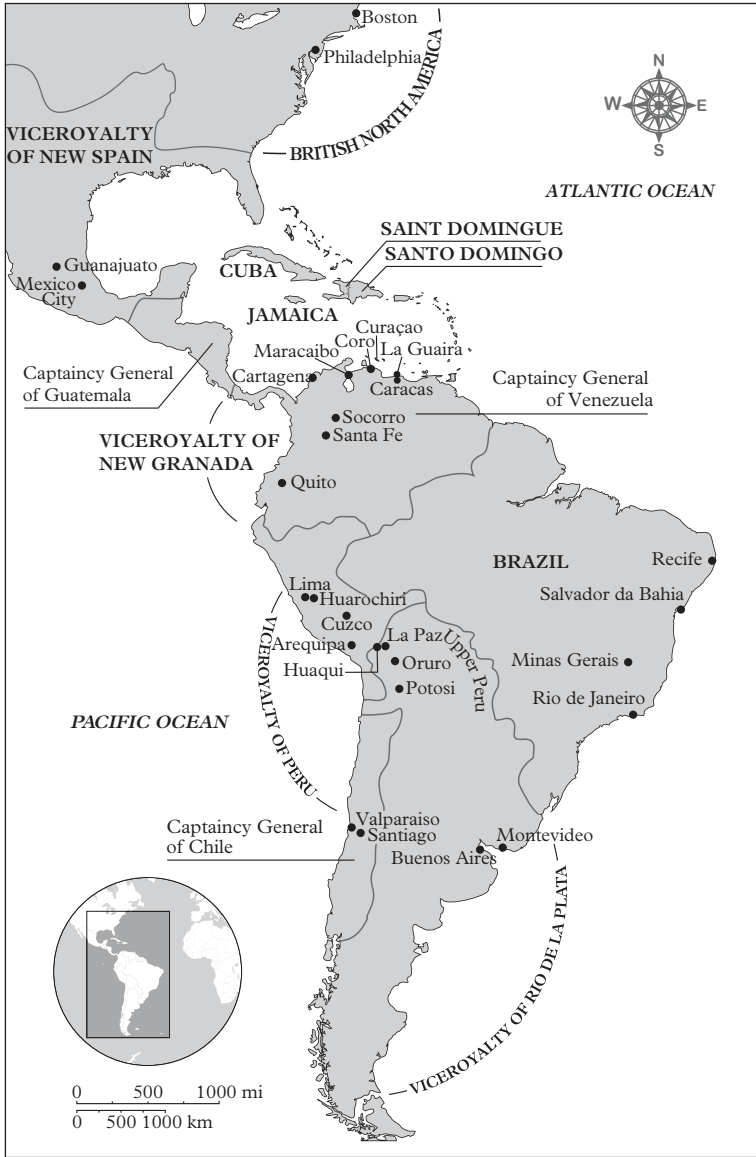 Boston
Philadelphia
BRITISH NORTH AMERICA
N
W
E
S
VICEROYALTY
OF NEW SPAIN
ATLANTIC OCEAN
SAINT DOMINGUE
SANTO DOMINGO
Guanajuato
Mexico
City
CUBA
JAMAICA
Curaçao
Coro
La Guaira
Maracaibo
Captaincy General
of Guatemala
Cartagena
Caracas
Captaincy General
of Venezuela
Socorro
Santa Fe
VICEROYALTY OF
NEW GRANADA
Quito
BRAZIL
Recife
Lima
Huarochiri
Salvador da Bahia
Cuzco
Arequipa
La Paz
Upper Peru
Huaqui
Oruro
Minas Gerais
Potosi
Rio de Janeiro
PACIFIC OCEAN
VICEROYALTY OF PERU
Captaincy General
of Chile
Valparaiso
Santiago
Montevideo
Buenos Aires
VICEROYALTY OF RIO DE LA PLATA
0 500 1000 mi
0 500 1000 km